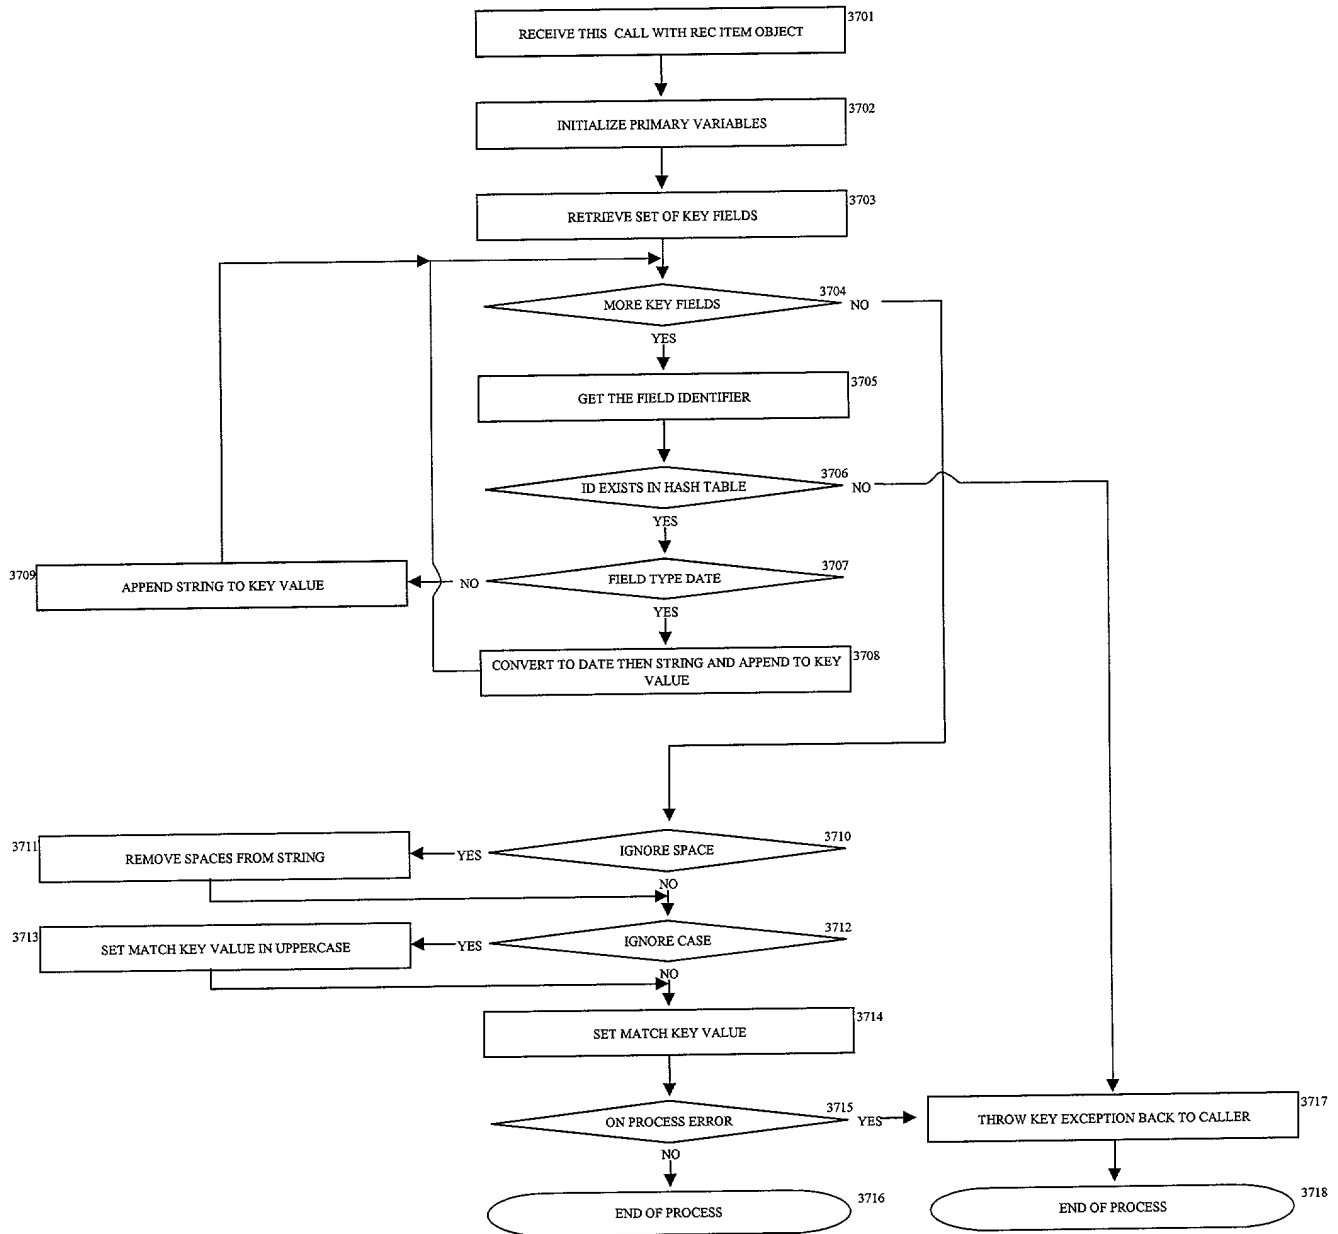 3701
RECEIVE THIS CALL WITH REC ITEM OBJECT
3702
INITIALIZE PRIMARY VARIABLES
3703
RETRIEVE SET OF KEY FIELDS
3704
MORE KEY FIELDS
NO
YES
3705
GET THE FIELD IDENTIFIER
3706
ID EXISTS IN HASH TABLE
NO
YES
3707
FIELD TYPE DATE
NO
3709
APPEND STRING TO KEY VALUE
YES
3708
CONVERT TO DATE THEN STRING AND APPEND TO KEY
VALUE
3710
IGNORE SPACE
YES
3711
REMOVE SPACES FROM STRING
NO
3712
IGNORE CASE
YES
3713
SET MATCH KEY VALUE IN UPPERCASE
NO
3714
SET MATCH KEY VALUE
3715
ON PROCESS ERROR
YES
3717
THROW KEY EXCEPTION BACK TO CALLER
NO
3716
END OF PROCESS
3718
END OF PROCESS